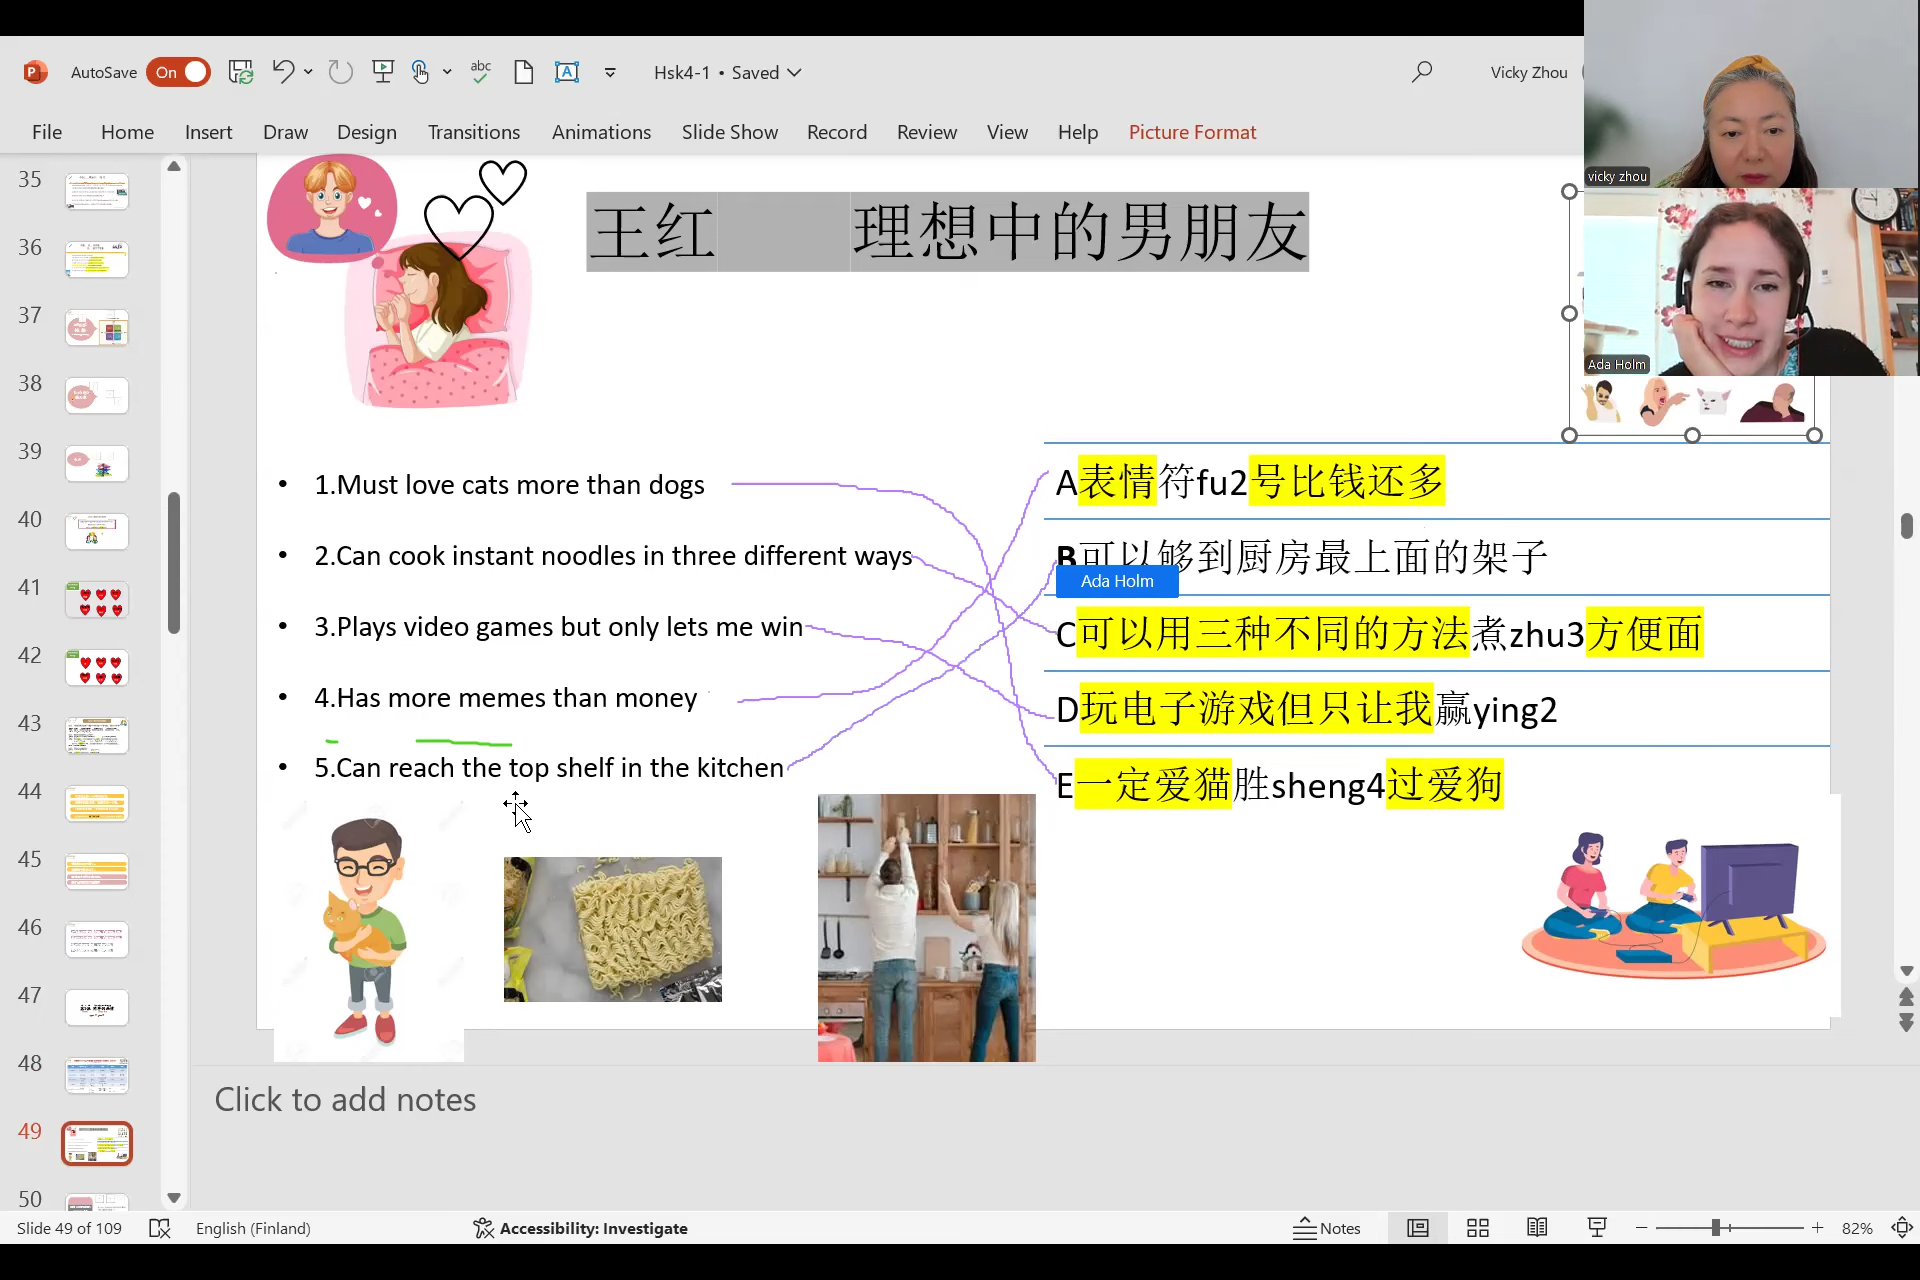 AutoSave On Hsk4-1 • Saved Vicky Zhou
File Home Insert Draw Design Transitions Animations Slide Show Record Review View Help Picture Format
vicky zhou
Ada Holm
王红 理想中的男朋友
• 1.Must love cats more than dogs
• 2.Can cook instant noodles in three different ways
• 3.Plays video games but only lets me win
• 4.Has more memes than money
• 5.Can reach the top shelf in the kitchen
A表情符fu2号比钱还多
B可以够到厨房最上面的架子
Ada Holm
C可以用三种不同的方法煮zhu3方便面
D玩电子游戏但只让我赢ying2
E一定爱猫胜sheng4过爱狗
35
36
37
38
39
40
41
42
43
44
45
46
47
48
49
50
Click to add notes
Slide 49 of 109 English (Finland) Accessibility: Investigate Notes 82%